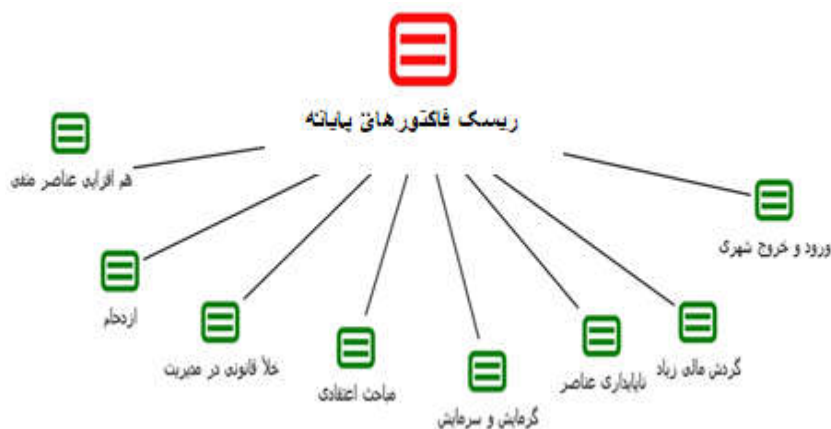 ریسک فاکتورهای پایانه
ورود و خروج شهری
گردش مالی زیاد
ناپایداری عناصر
گرمایش و سرمایش
مباحث اعتقادی
خلأ قانونی در مدیریت
ازدحام
هم افزایی عناصر منفی